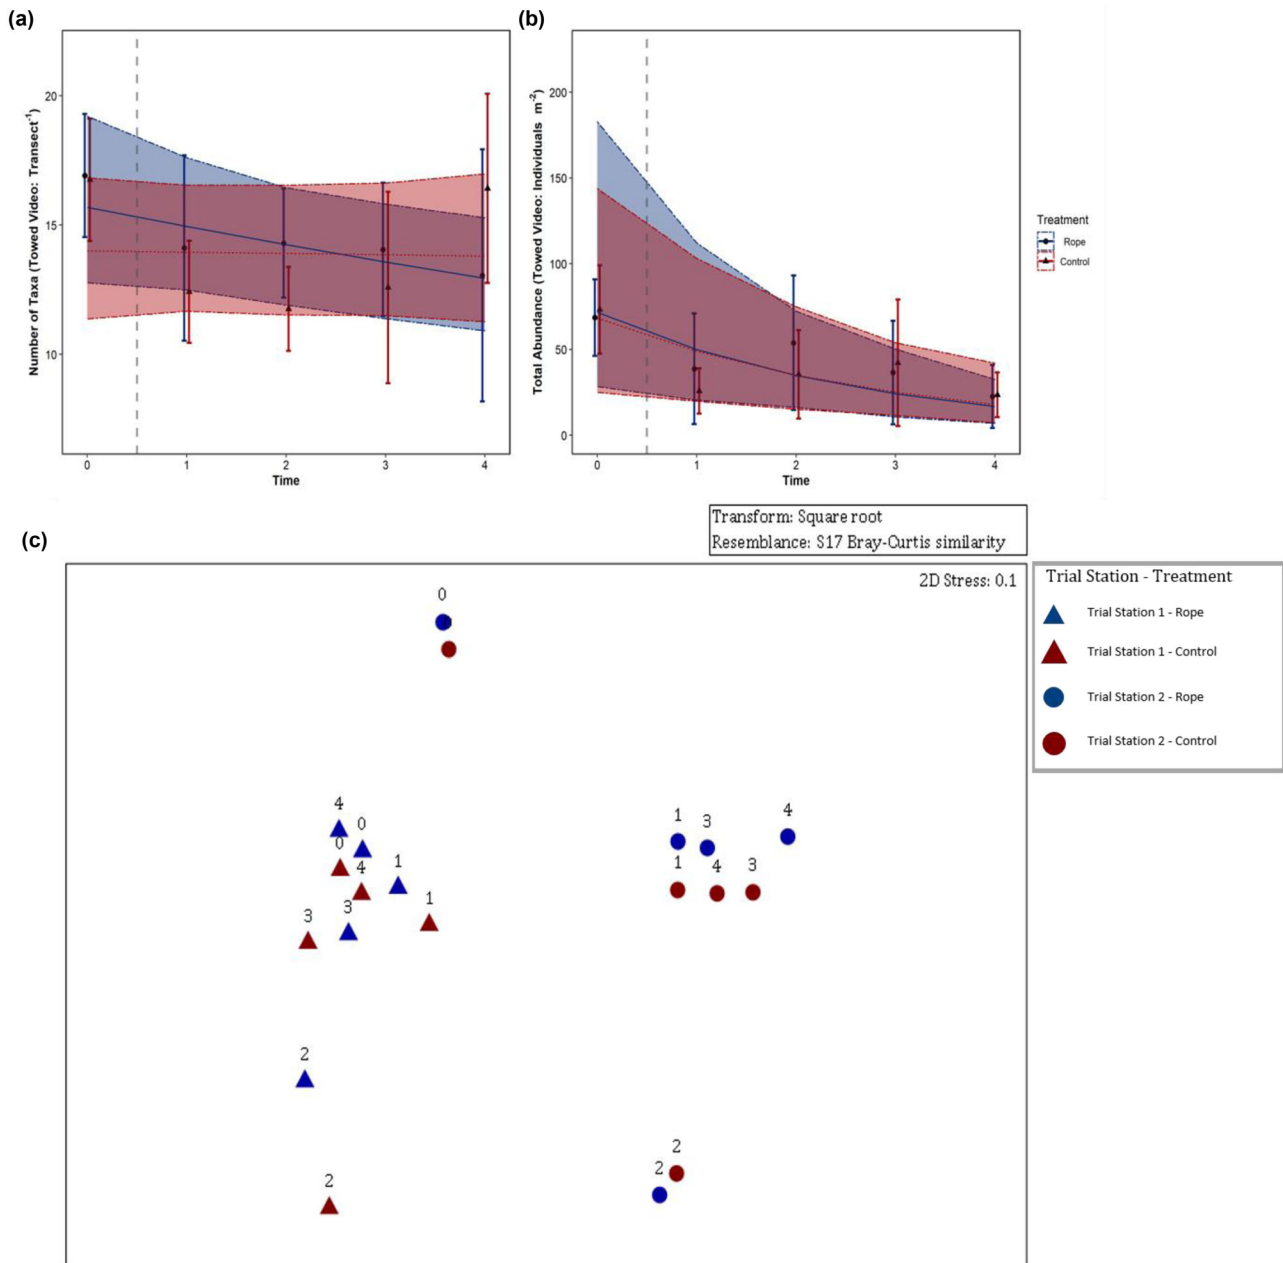 (a)
(b)
Number of Taxa (Towed Video: Transect⁻¹)
20
15
10
0 1 2 3 4
Time
Total Abundance (Towed Video: Individuals m⁻²)
200
150
100
50
0
0 1 2 3 4
Time
Treatment
Rope
Control
(c)
Transform: Square root
Resemblance: S17 Bray-Curtis similarity
2D Stress: 0.1
Trial Station - Treatment
Trial Station 1 - Rope
Trial Station 1 - Control
Trial Station 2 - Rope
Trial Station 2 - Control
0
4
0
0
4
1
3
3
1
2
2
1
3
4
1
4
3
2
2